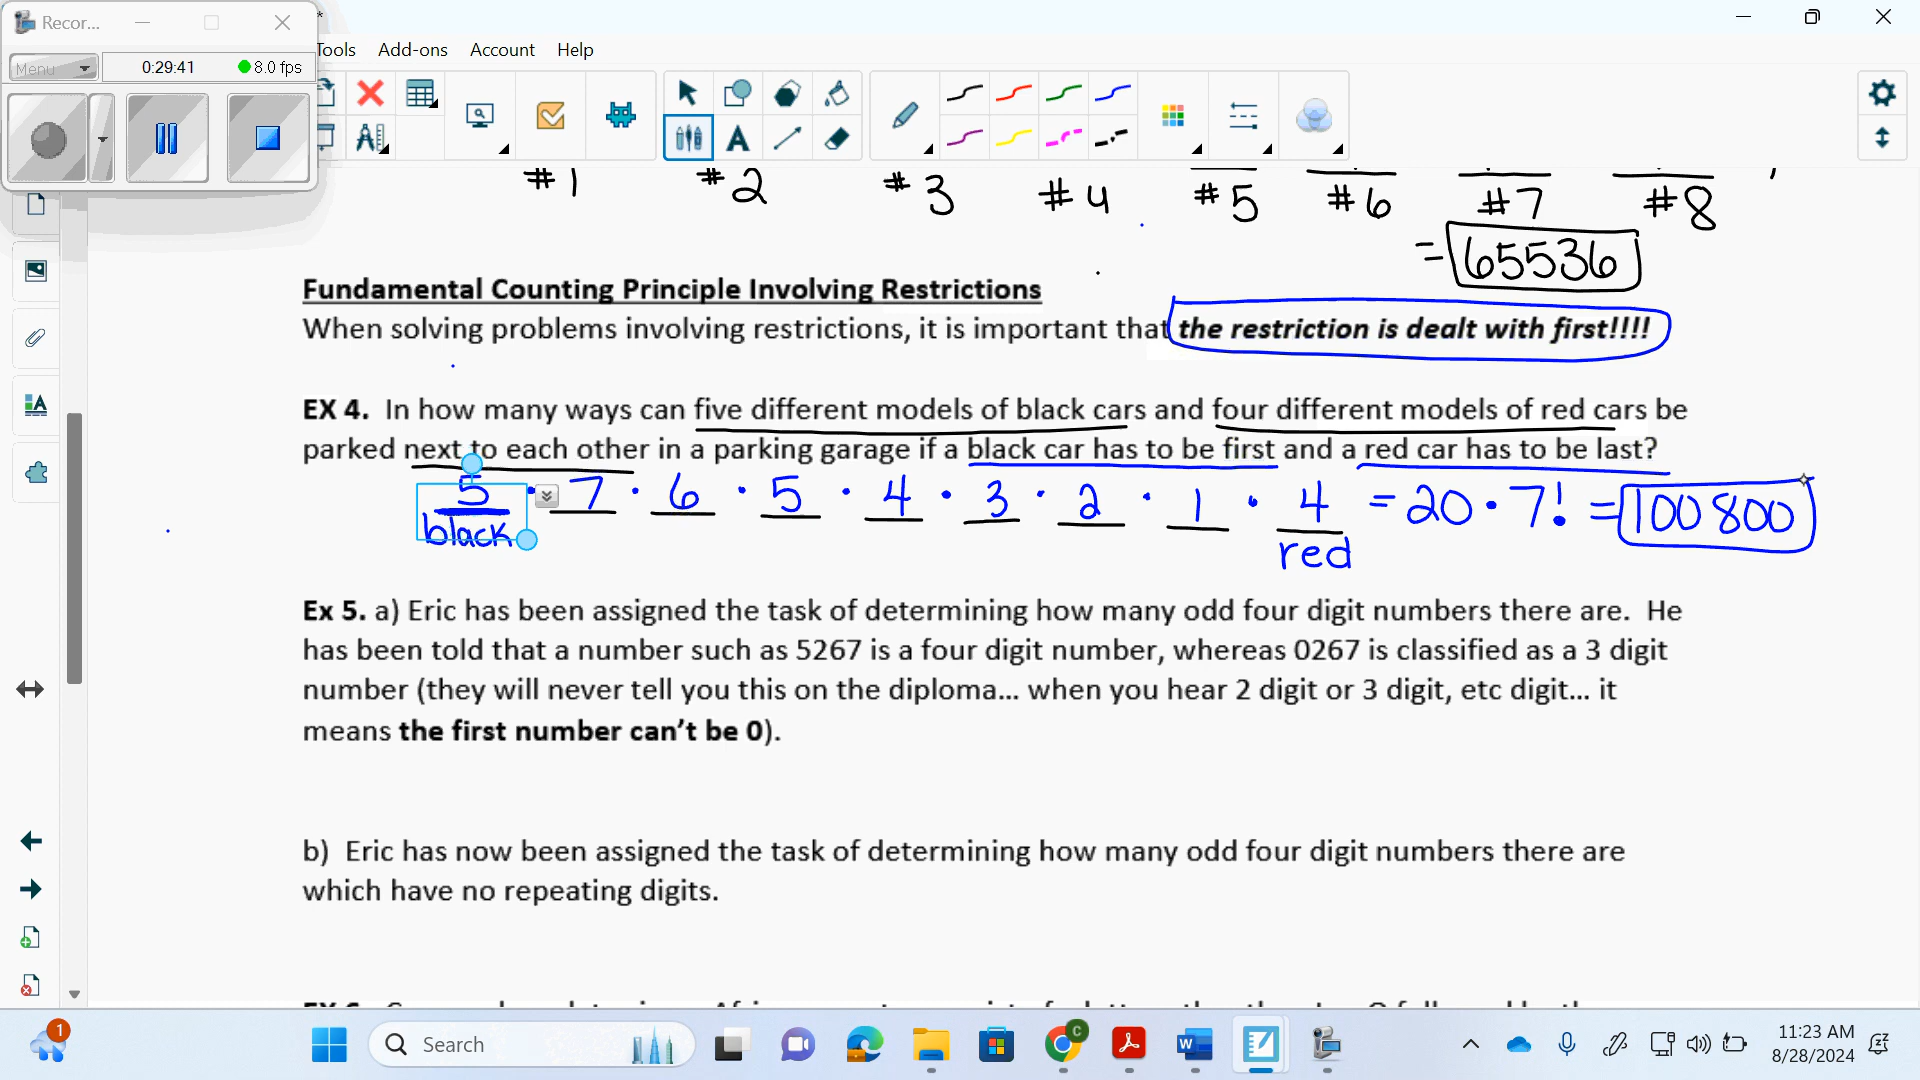 Recor...
Menu 0:29:41 8.0 fps
Tools Add-ons Account Help
#1 #2 #3 #4 #5 #6 #7 #8
= 65536
Fundamental Counting Principle Involving Restrictions
When solving problems involving restrictions, it is important that the restriction is dealt with first!!!!
EX 4. In how many ways can five different models of black cars and four different models of red cars be
parked next to each other in a parking garage if a black car has to be first and a red car has to be last?
5 · 7 · 6 · 5 · 4 · 3 · 2 · 1 · 4 = 20 · 7! = 100 800
black red
Ex 5. a) Eric has been assigned the task of determining how many odd four digit numbers there are. He
has been told that a number such as 5267 is a four digit number, whereas 0267 is classified as a 3 digit
number (they will never tell you this on the diploma... when you hear 2 digit or 3 digit, etc digit... it
means the first number can't be 0).
b) Eric has now been assigned the task of determining how many odd four digit numbers there are
which have no repeating digits.
1 Search 11:23 AM
8/28/2024